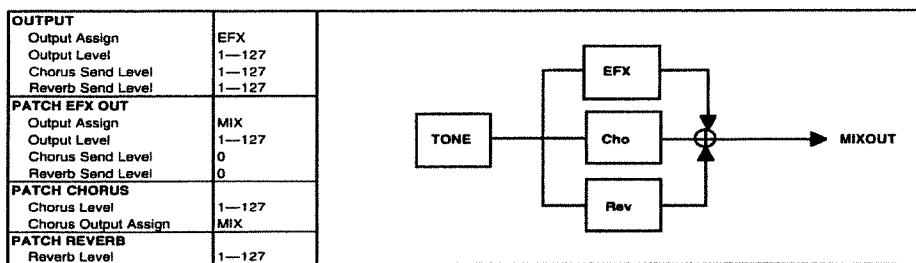 OUTPUT
Output Assign EFX
Output Level 1—127
Chorus Send Level 1—127
Reverb Send Level 1—127
PATCH EFX OUT
Output Assign MIX
Output Level 1—127
Chorus Send Level 0
Reverb Send Level 0
PATCH CHORUS
Chorus Level 1—127
Chorus Output Assign MIX
PATCH REVERB
Reverb Level 1—127
EFX
TONE Cho MIXOUT
Rev